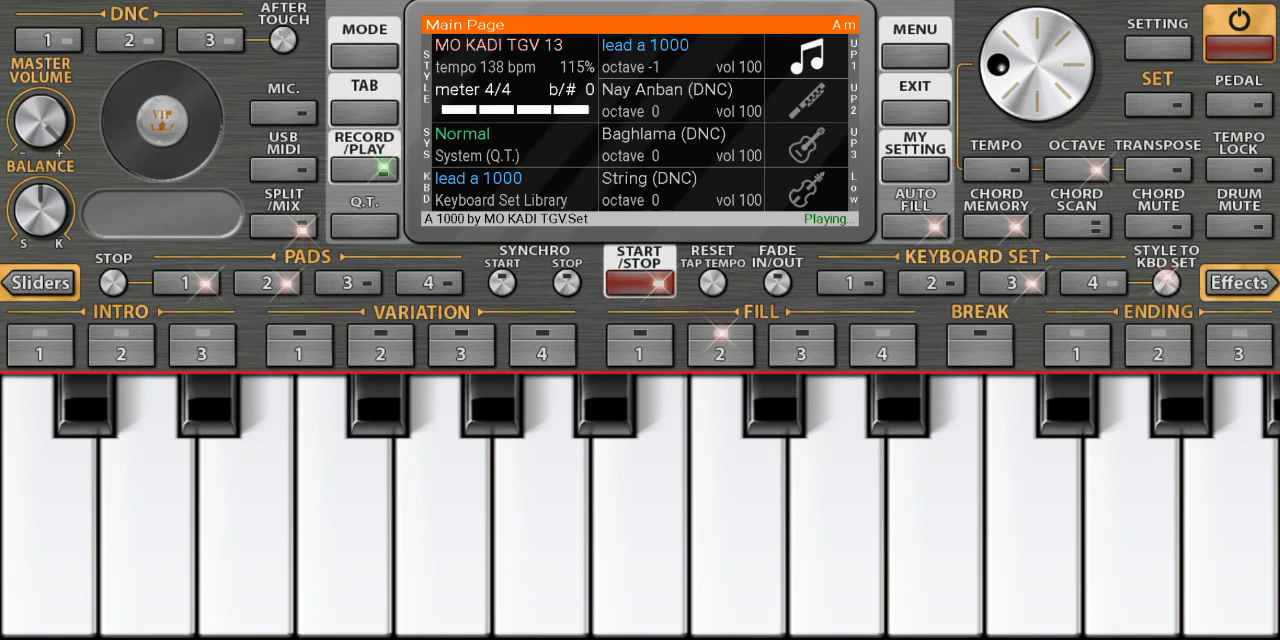 DNC
AFTER
TOUCH
1 2 3
MASTER
VOLUME
- +
BALANCE
S K
VIP
MIC.
USB
MIDI
SPLIT
/MIX
MODE
TAB
RECORD
/PLAY
Q.T.
Main Page Am
STYLE
MO KADI TGV 13
tempo 138 bpm 115%
meter 4/4 b/# 0
SYS
Normal
System (Q.T.)
KBD
lead a 1000
Keyboard Set Library
lead a 1000
octave -1 vol 100
UP1
Nay Anban (DNC)
octave 0 vol 100
UP2
Baghlama (DNC)
octave 0 vol 100
UP3
String (DNC)
octave 0 vol 100
Low
A 1000 by MO KADI TGV.Set Playing...
MENU
EXIT
MY
SETTING
AUTO
FILL
SETTING
SET
PEDAL
TEMPO OCTAVE TRANSPOSE TEMPO
LOCK
CHORD
MEMORY
CHORD
SCAN
CHORD
MUTE
DRUM
MUTE
Sliders
STOP
PADS
1 2 3 4
SYNCHRO
START STOP
START
/STOP
RESET
TAP TEMPO
FADE
IN/OUT
KEYBOARD SET
1 2 3 4
STYLE TO
KBD SET
Effects
INTRO
1 2 3
VARIATION
1 2 3 4
FILL
1 2 3 4
BREAK
ENDING
1 2 3